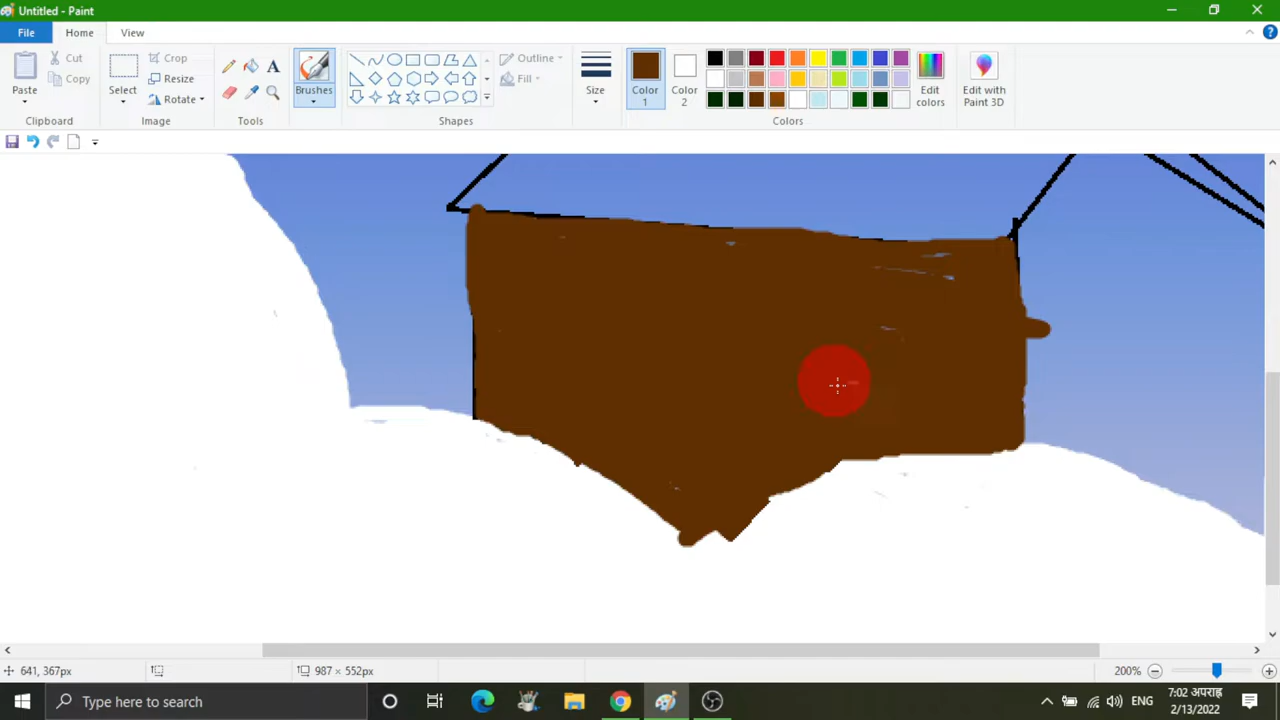 Untitled - Paint
File Home View
Paste
Cut
Copy
Clipboard
Select
Crop
Resize
Rotate
Image
Tools
Brushes
Outline
Fill
Shapes
Size
Color 1
Color 2
Colors
Edit colors
Edit with Paint 3D
641, 367px
987 × 552px
200%
Type here to search
ENG
7:02 अपराह्न
2/13/2022